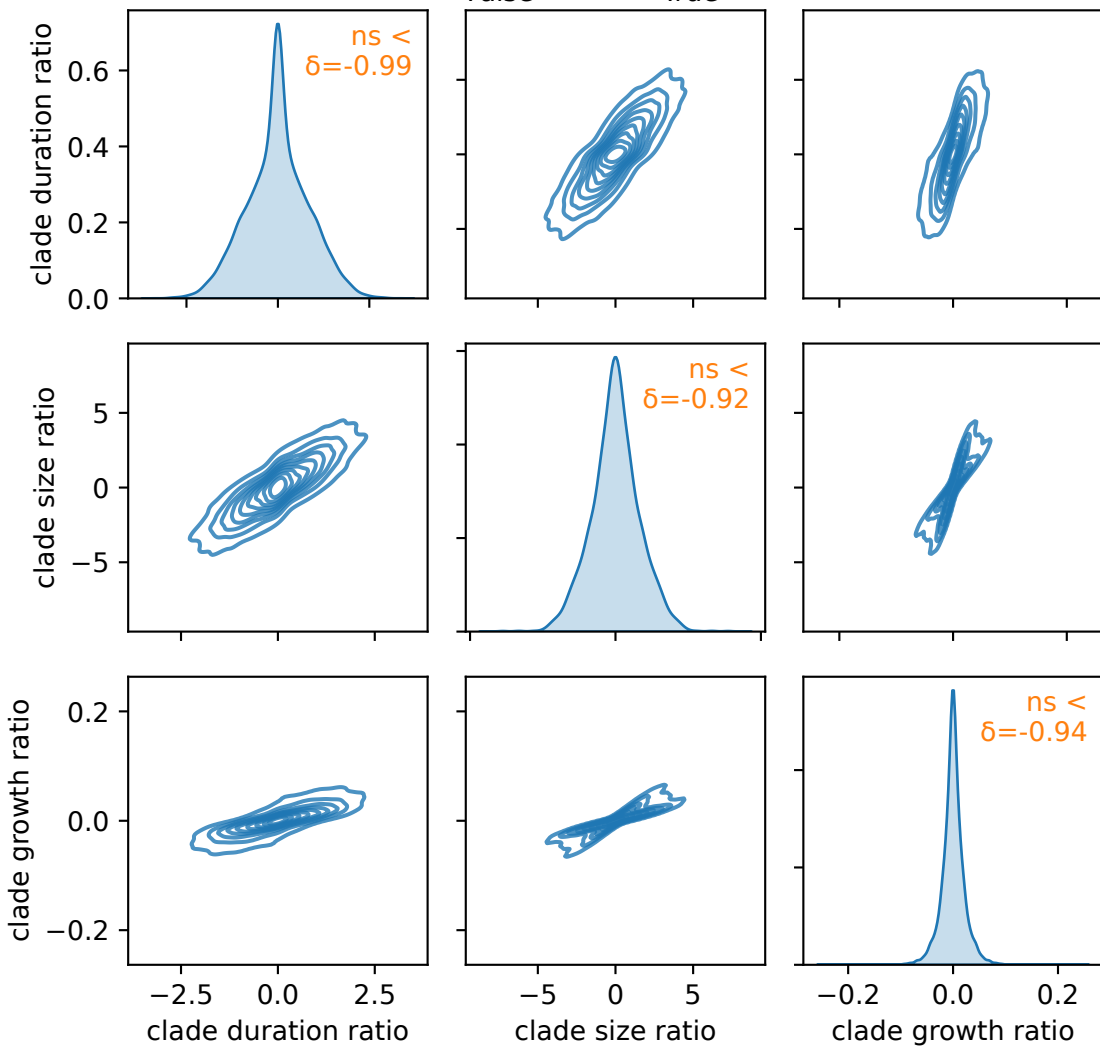 clade duration ratio
0.6
0.4
0.2
0.0
ns <
δ=-0.99
clade size ratio
5
0
−5
ns <
δ=-0.92
clade growth ratio
0.2
0.0
−0.2
ns <
δ=-0.94
−2.5 0.0 2.5
−5 0 5
−0.2 0.0 0.2
clade duration ratio
clade size ratio
clade growth ratio